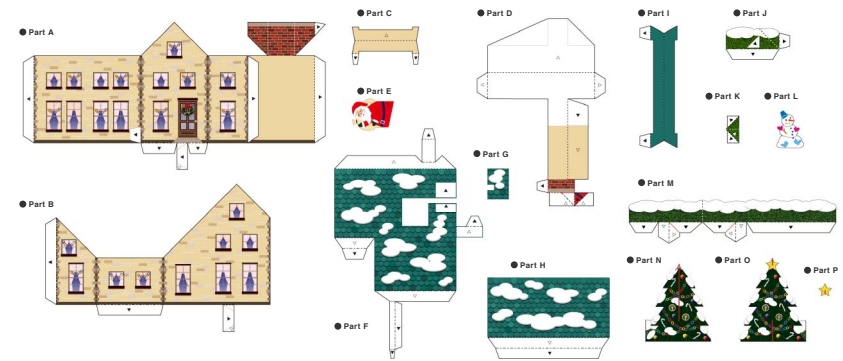 Part A
Part C
Part D
Part I
Part J
Part E
Part K
Part L
Part G
Part B
Part M
Part H
Part N
Part O
Part P
Part F